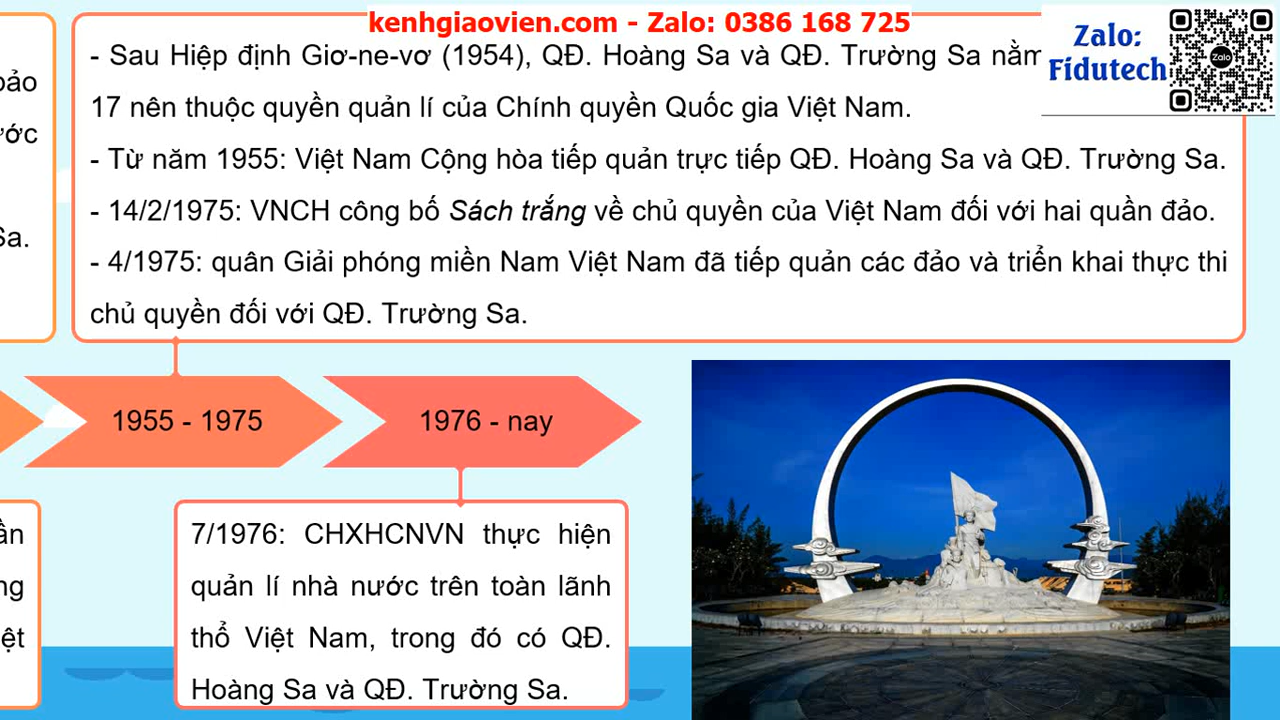 kenhgiaovien.com - Zalo: 0386 168 725
Zalo:
Fidutech
Zalo
- Sau Hiệp định Giơ-ne-vơ (1954), QĐ. Hoàng Sa và QĐ. Trường Sa nằm
17 nên thuộc quyền quản lí của Chính quyền Quốc gia Việt Nam.
- Từ năm 1955: Việt Nam Cộng hòa tiếp quản trực tiếp QĐ. Hoàng Sa và QĐ. Trường Sa.
- 14/2/1975: VNCH công bố Sách trắng về chủ quyền của Việt Nam đối với hai quần đảo.
- 4/1975: quân Giải phóng miền Nam Việt Nam đã tiếp quản các đảo và triển khai thực thi
chủ quyền đối với QĐ. Trường Sa.
Sa.
1955 - 1975
1976 - nay
7/1976: CHXHCNVN thực hiện
quản lí nhà nước trên toàn lãnh
thổ Việt Nam, trong đó có QĐ.
Hoàng Sa và QĐ. Trường Sa.